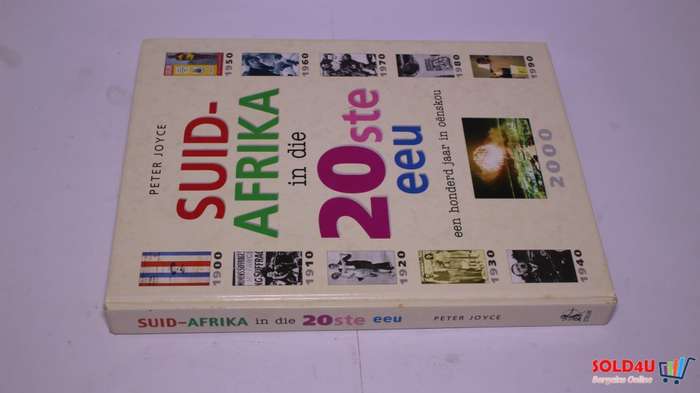 PETER JOYCE
SUID-
AFRIKA
in die
20ste
eeu
een honderd jaar in oënskou
1900
1910
1920
1930
1940
1950
1960
1970
1980
1990
2000
SUID-AFRIKA in die 20ste eeu PETER JOYCE
SOLD4U
Bargains Online